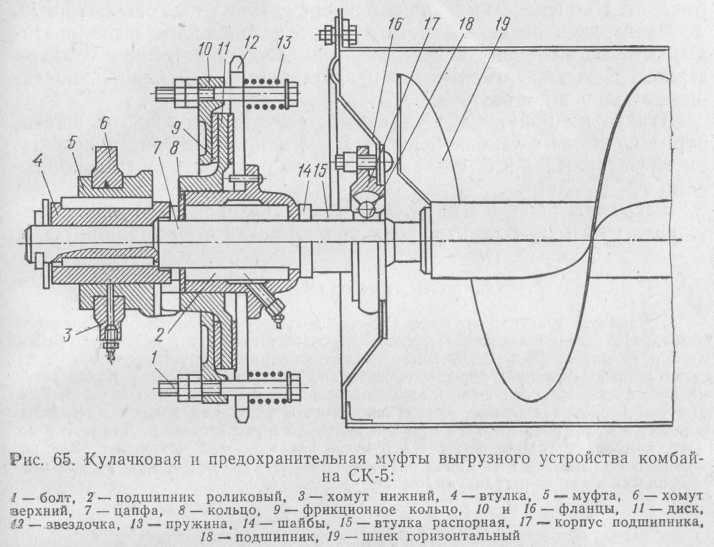 10 11 12 13 16 17 18 19
9
6 5 4 7 8 14 15
3 2
1
Рис. 65. Кулачковая и предохранительная муфты выгрузного устройства комбай-
на СК-5:
1 — болт, 2 — подшипник роликовый, 3 — хомут нижний, 4 — втулка, 5 — муфта, 6 — хомут
верхний, 7 — цапфа, 8 — кольцо, 9 — фрикционное кольцо, 10 и 16 — фланцы, 11 — диск,
12 — звездочка, 13 — пружина, 14 — шайбы, 15 — втулка распорная, 17 — корпус подшипника,
18 — подшипник, 19 — шнек горизонтальный